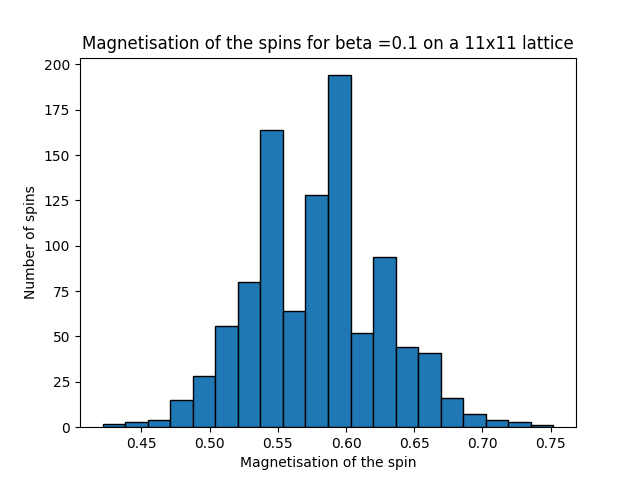 Magnetisation of the spins for beta =0.1 on a 11x11 lattice
200
175
150
125
100
75
50
25
0
Number of spins
0.45 0.50 0.55 0.60 0.65 0.70 0.75
Magnetisation of the spin